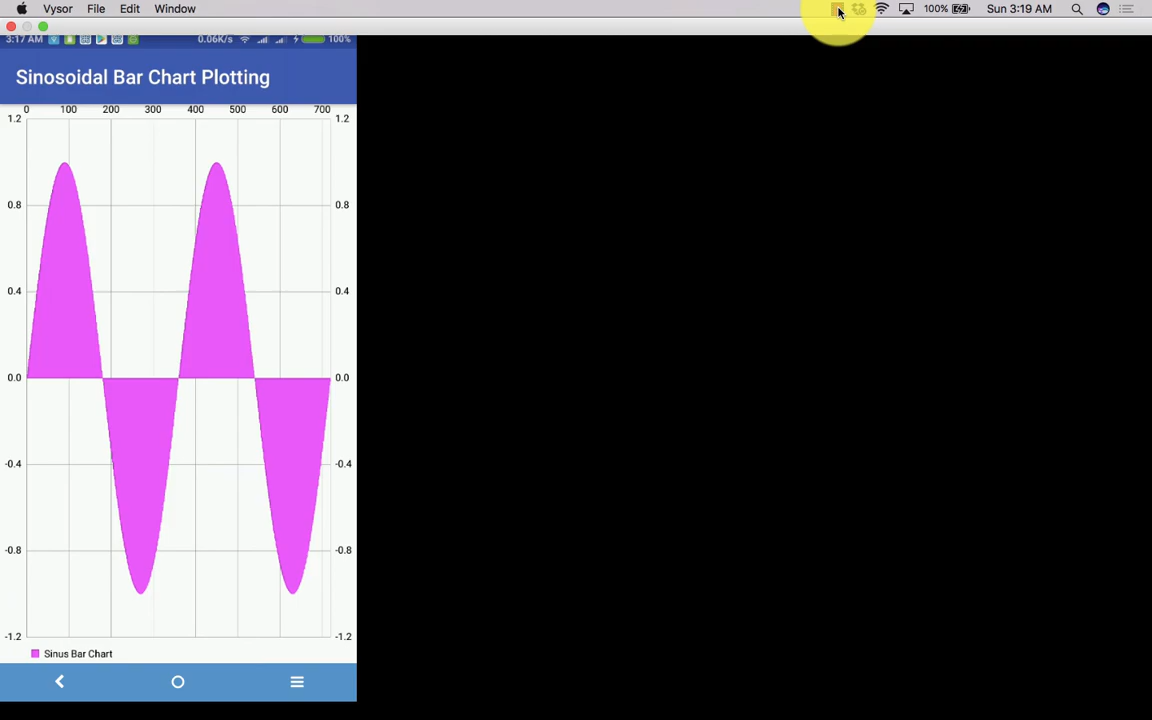 Vysor File Edit Window 100% Sun 3:19 AM
3:17 AM 0.06K/s 100%
Sinosoidal Bar Chart Plotting
0 100 200 300 400 500 600 700
1.2 1.2
0.8 0.8
0.4 0.4
0.0 0.0
-0.4 -0.4
-0.8 -0.8
-1.2 -1.2
Sinus Bar Chart